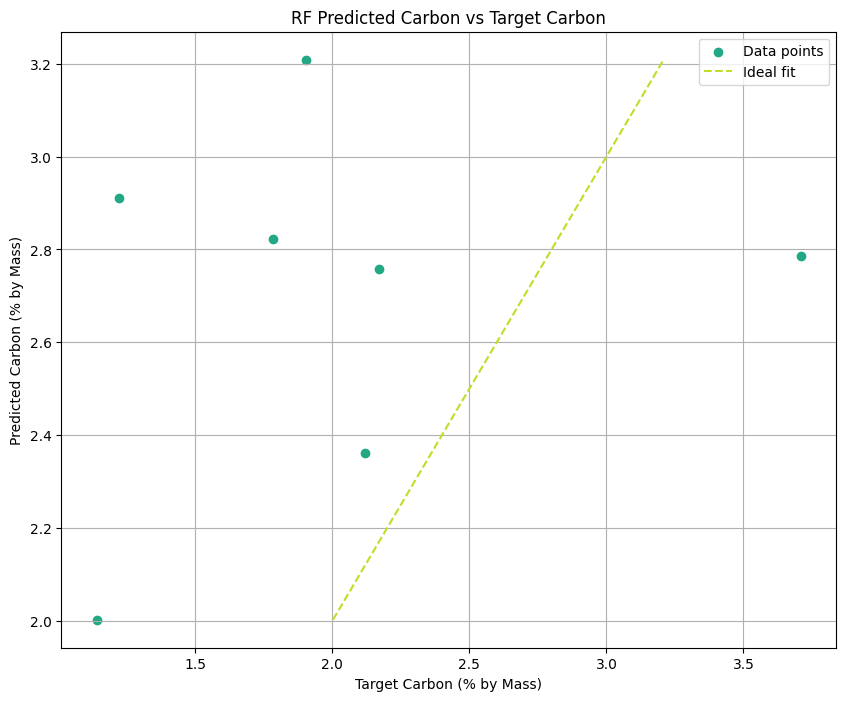 RF Predicted Carbon vs Target Carbon
Data points
Ideal fit
Predicted Carbon (% by Mass)
3.2
3.0
2.8
2.6
2.4
2.2
2.0
1.5 2.0 2.5 3.0 3.5
Target Carbon (% by Mass)